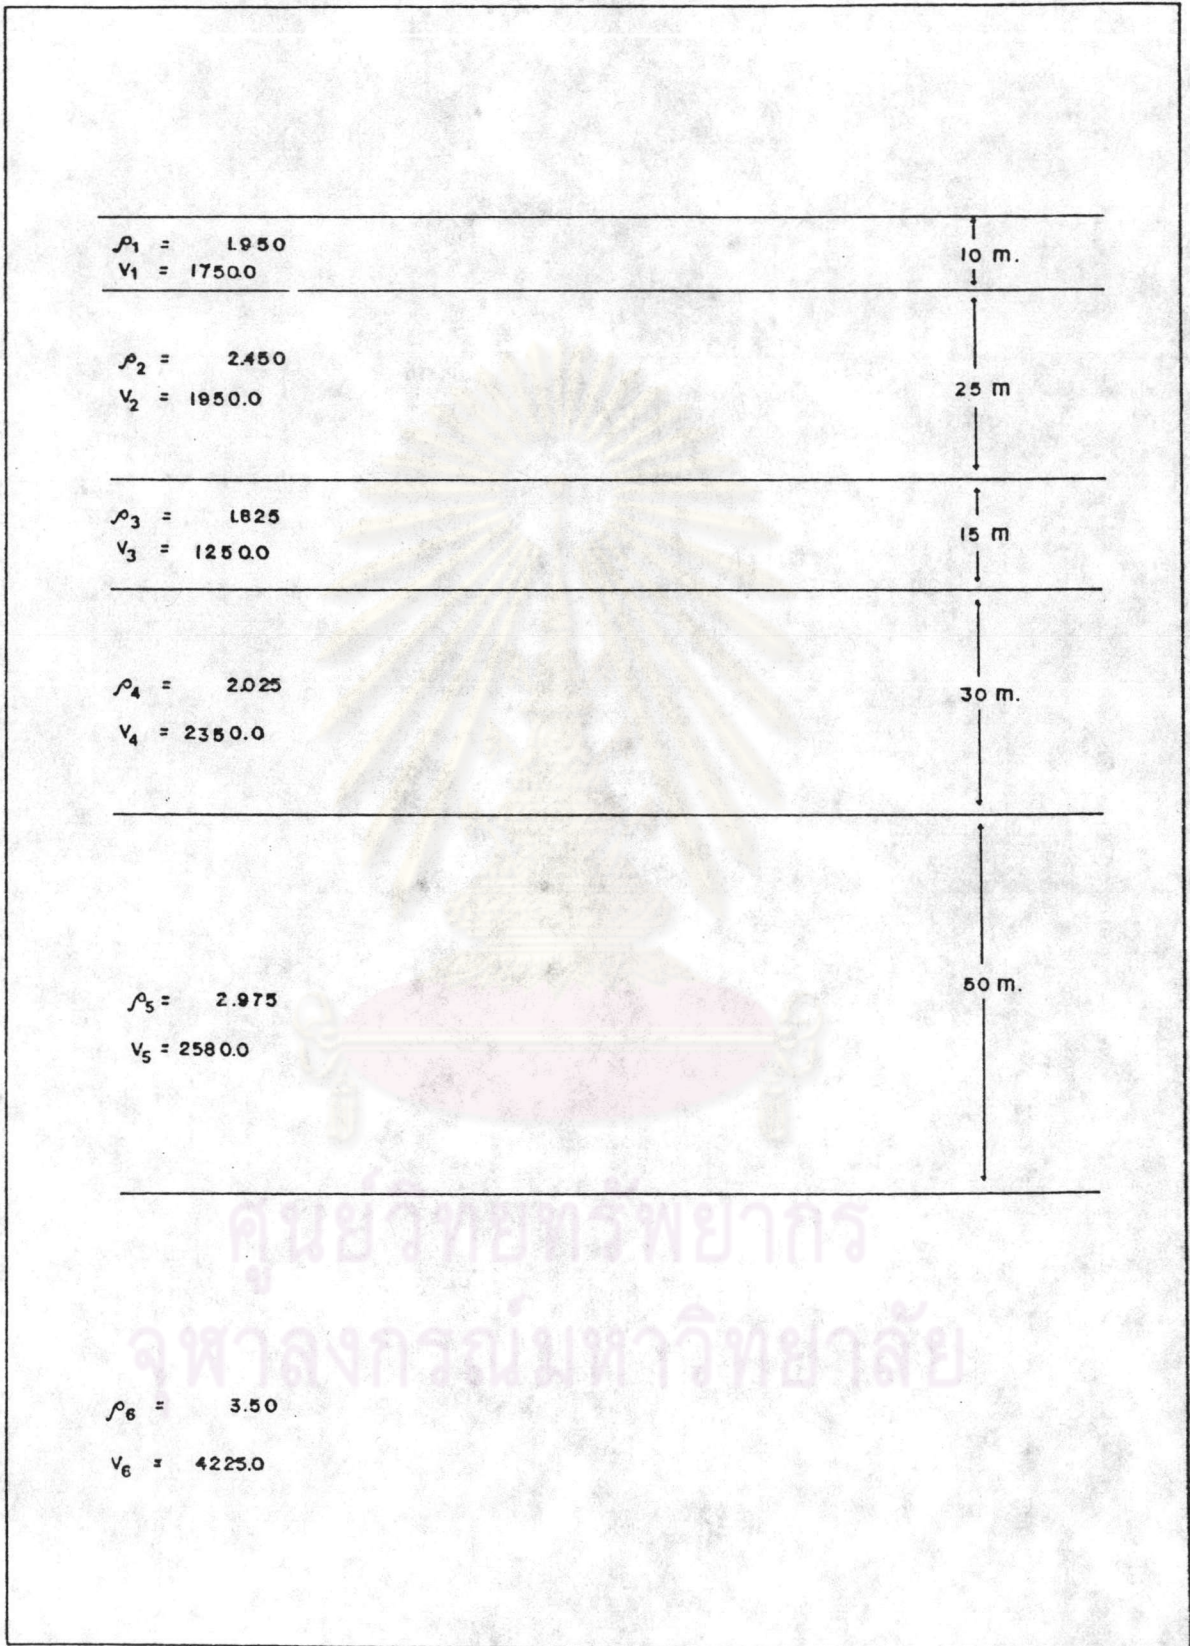 ρ1 = 1.950
10 m.
V1 = 1750.0
ρ2 = 2.450
25 m
V2 = 1950.0
ρ3 = 1.825
15 m
V3 = 1250.0
ρ4 = 2.025
30 m.
V4 = 2350.0
50 m.
ρ5 = 2.975
V5 = 2580.0
ศูนย์วิทยทรัพยากร
จุฬาลงกรณ์มหาวิทยาลัย
ρ6 = 3.50
V6 = 4225.0